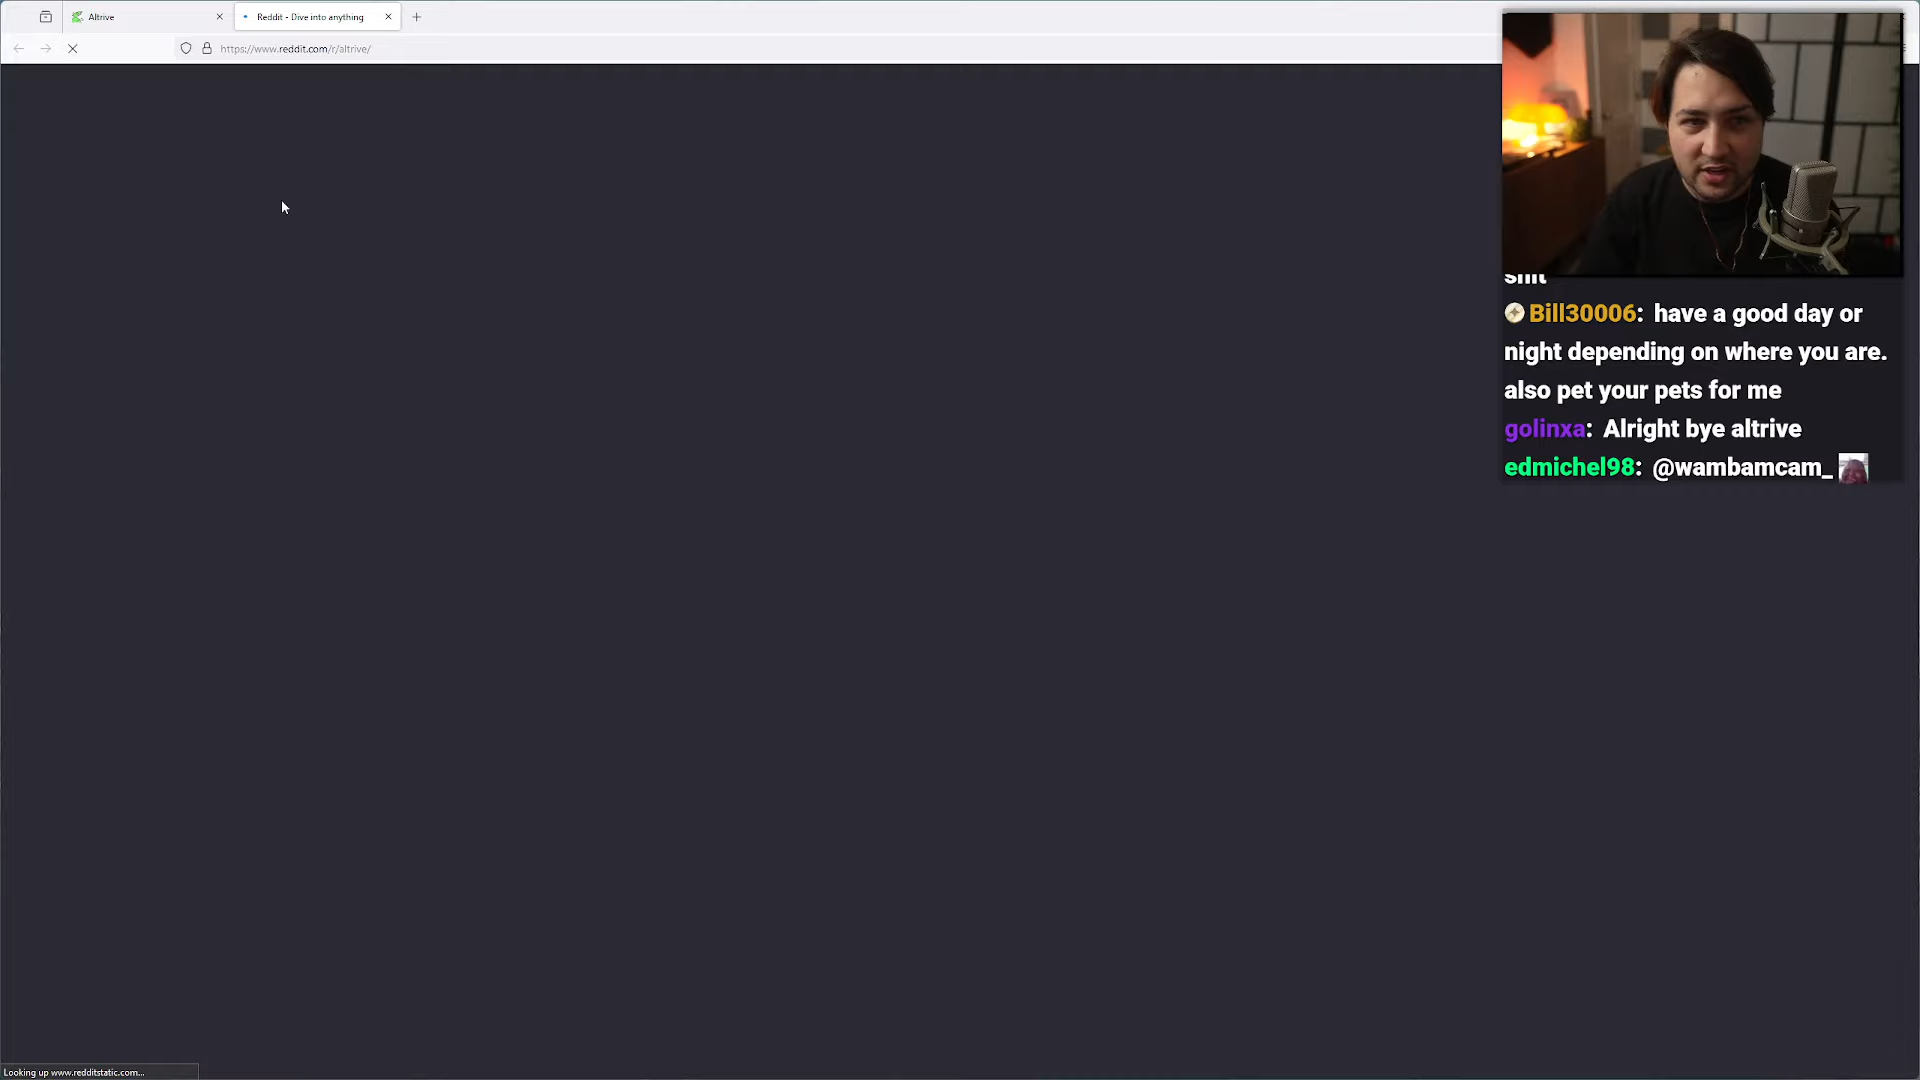 Altrive
Reddit - Dive into anything
https://www.reddit.com/r/altrive/
Bill30006: have a good day or
night depending on where you are.
also pet your pets for me
golinxa: Alright bye altrive
edmichel98: @wambamcam_
Looking up www.redditstatic.com...